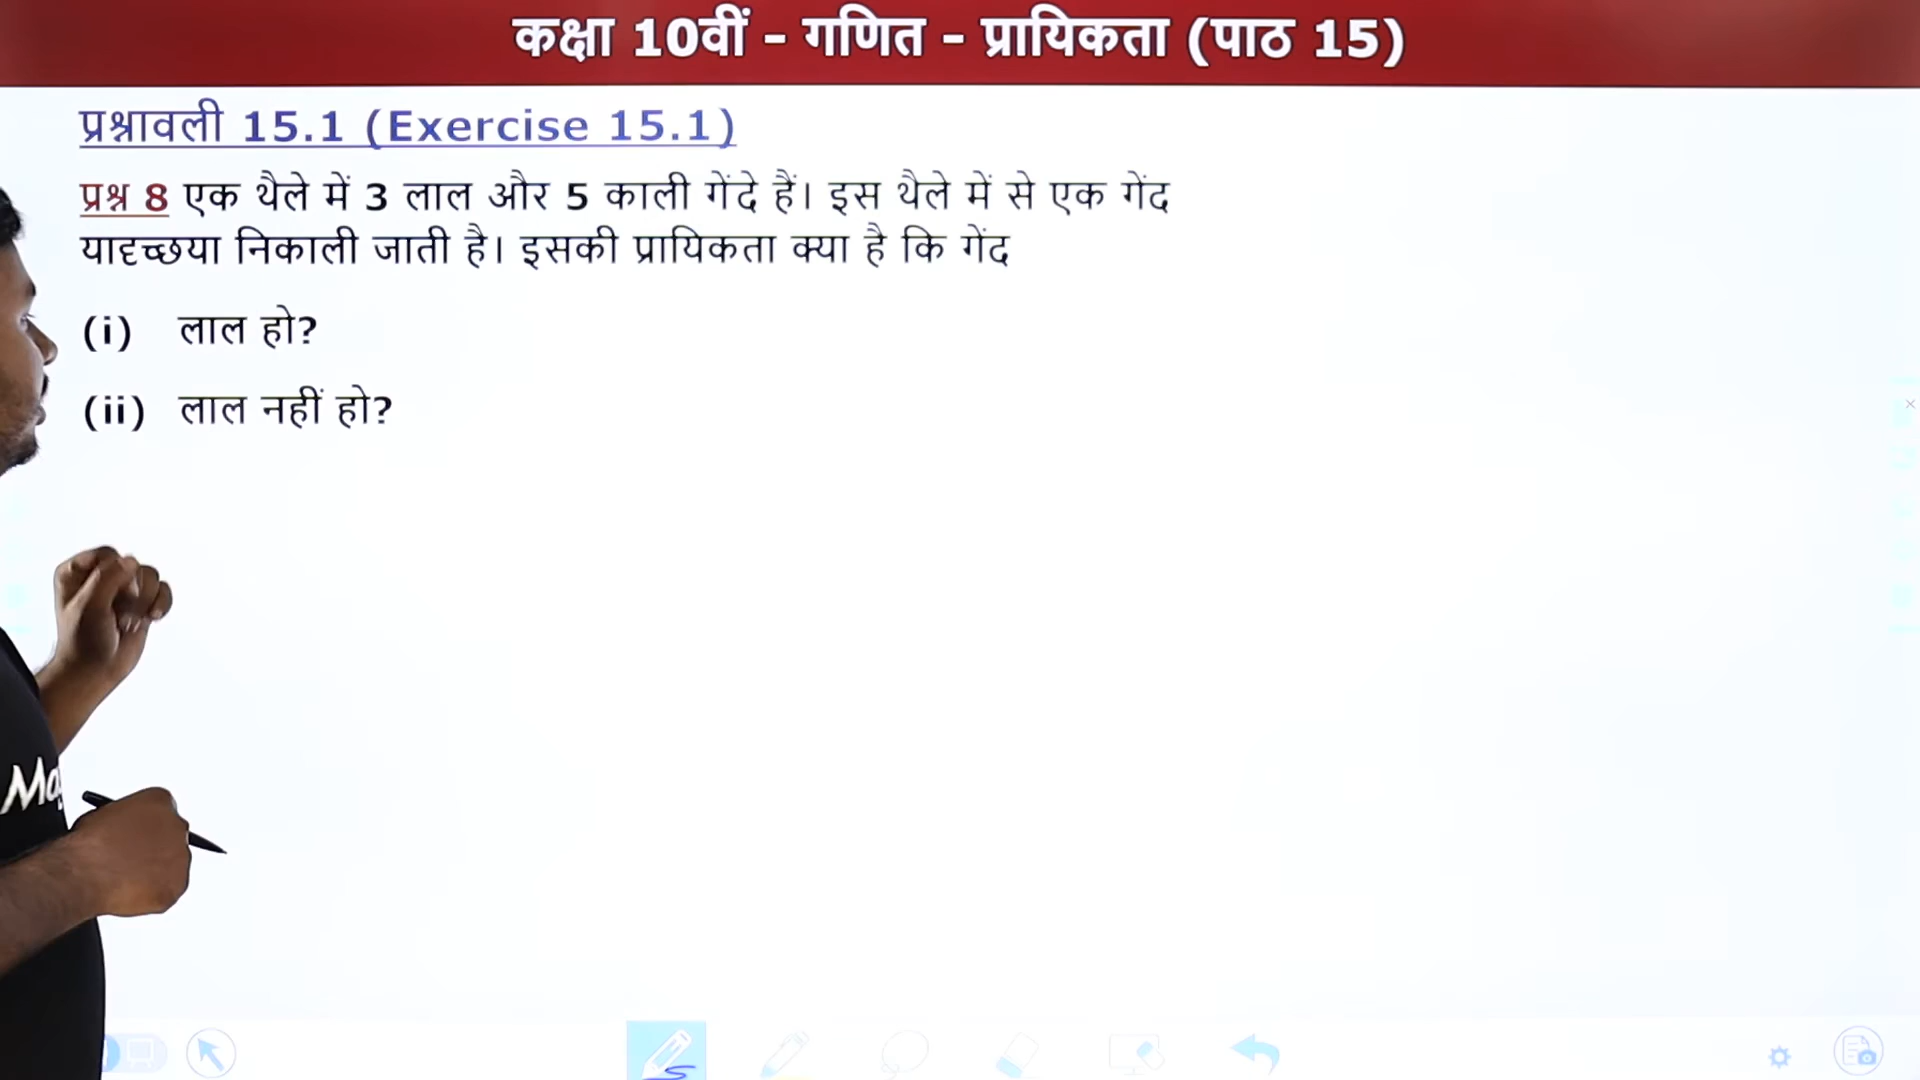 कक्षा 10वीं - गणित - प्रायिकता (पाठ 15)
प्रश्नावली 15.1 (Exercise 15.1)
प्रश्न 8 एक थैले में 3 लाल और 5 काली गेंदे हैं। इस थैले में से एक गेंद
यादृच्छया निकाली जाती है। इसकी प्रायिकता क्या है कि गेंद
(i) लाल हो?
(ii) लाल नहीं हो?